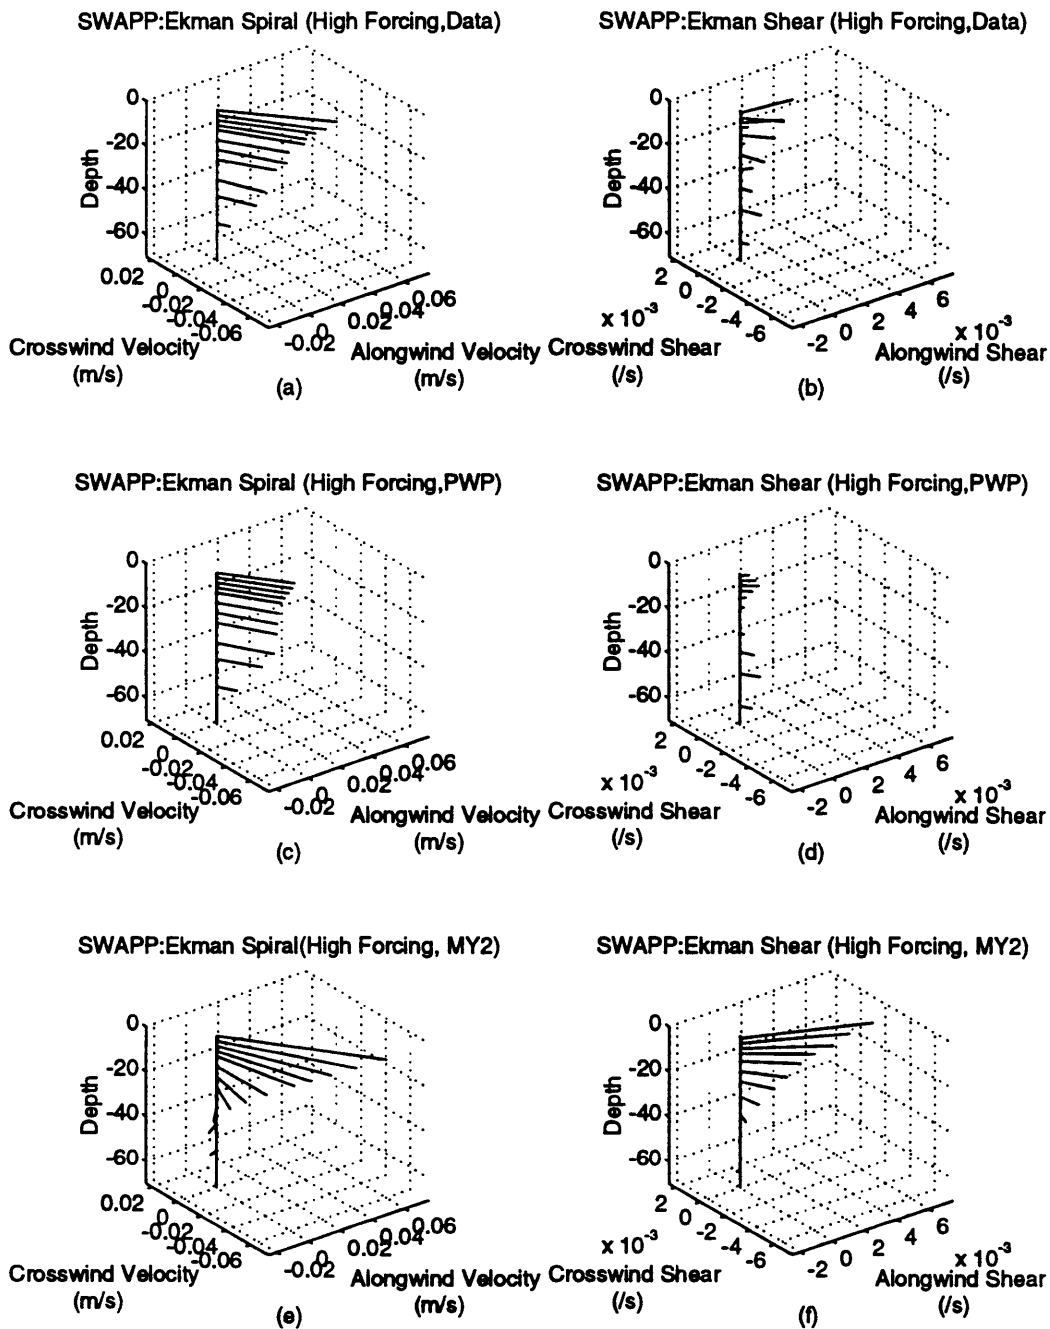 SWAPP:Ekman Spiral (High Forcing,Data)
0
-20
-40
-60
Depth
0.02
0
-0.02
-0.04
-0.06
Crosswind Velocity
(m/s)
-0.02
0
0.02
0.04
0.06
Alongwind Velocity
(m/s)
(a)
SWAPP:Ekman Shear (High Forcing,Data)
0
-20
-40
-60
Depth
2
0
-2
-4
-6
x 10⁻³
Crosswind Shear
(/s)
-2
0
2
4
6
x 10⁻³
Alongwind Shear
(/s)
(b)
SWAPP:Ekman Spiral (High Forcing,PWP)
0
-20
-40
-60
Depth
0.02
0
-0.02
-0.04
-0.06
Crosswind Velocity
(m/s)
-0.02
0
0.02
0.04
0.06
Alongwind Velocity
(m/s)
(c)
SWAPP:Ekman Shear (High Forcing,PWP)
0
-20
-40
-60
Depth
2
0
-2
-4
-6
x 10⁻³
Crosswind Shear
(/s)
-2
0
2
4
6
x 10⁻³
Alongwind Shear
(/s)
(d)
SWAPP:Ekman Spiral(High Forcing, MY2)
0
-20
-40
-60
Depth
0.02
0
-0.02
-0.04
-0.06
Crosswind Velocity
(m/s)
-0.02
0
0.02
0.04
0.06
Alongwind Velocity
(m/s)
(e)
SWAPP:Ekman Shear (High Forcing, MY2)
0
-20
-40
-60
Depth
2
0
-2
-4
-6
x 10⁻³
Crosswind Shear
(/s)
-2
0
2
4
6
x 10⁻³
Alongwind Shear
(/s)
(f)